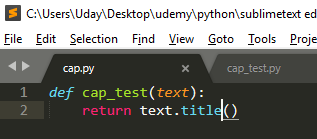 C:\Users\Uday\Desktop\udemy\python\sublimetext ed
File Edit Selection Find View Goto Tools
cap.py × cap_test.py
1 def cap_test(text):
2 return text.title()